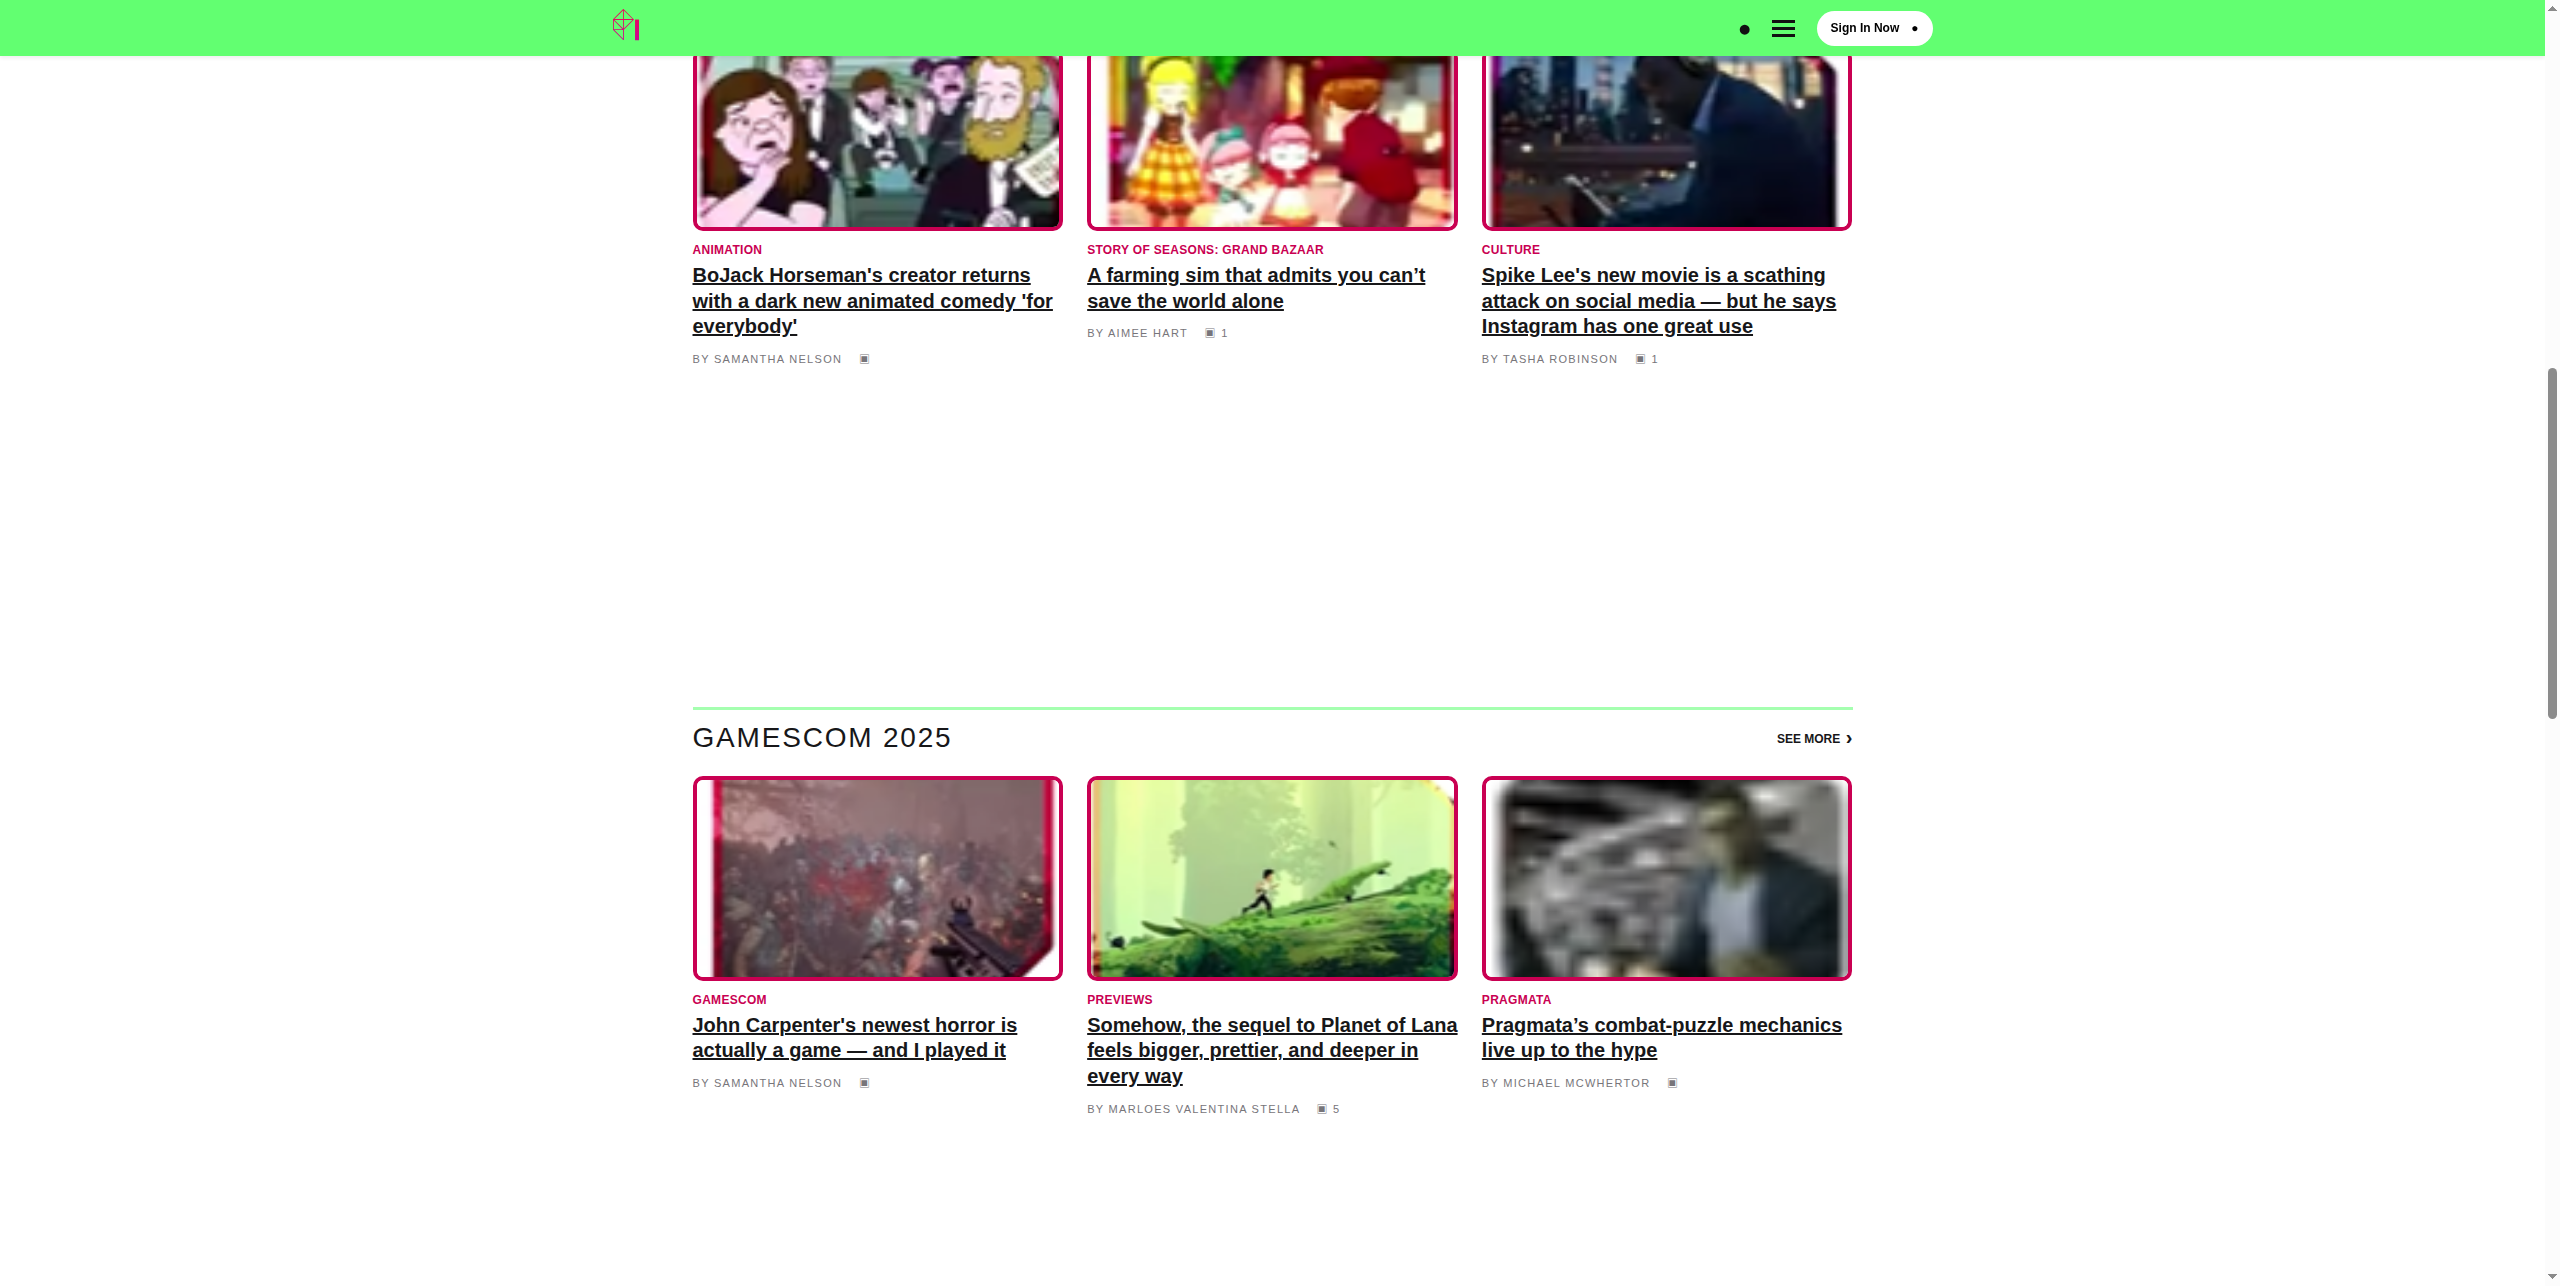 Sign In Now
ANIMATION
BoJack Horseman's creator returns
with a dark new animated comedy 'for
everybody'
BY SAMANTHA NELSON
STORY OF SEASONS: GRAND BAZAAR
A farming sim that admits you can’t
save the world alone
BY AIMEE HART 1
CULTURE
Spike Lee's new movie is a scathing
attack on social media — but he says
Instagram has one great use
BY TASHA ROBINSON 1
GAMESCOM 2025
SEE MORE ›
GAMESCOM
John Carpenter's newest horror is
actually a game — and I played it
BY SAMANTHA NELSON
PREVIEWS
Somehow, the sequel to Planet of Lana
feels bigger, prettier, and deeper in
every way
BY MARLOES VALENTINA STELLA 5
PRAGMATA
Pragmata’s combat-puzzle mechanics
live up to the hype
BY MICHAEL MCWHERTOR